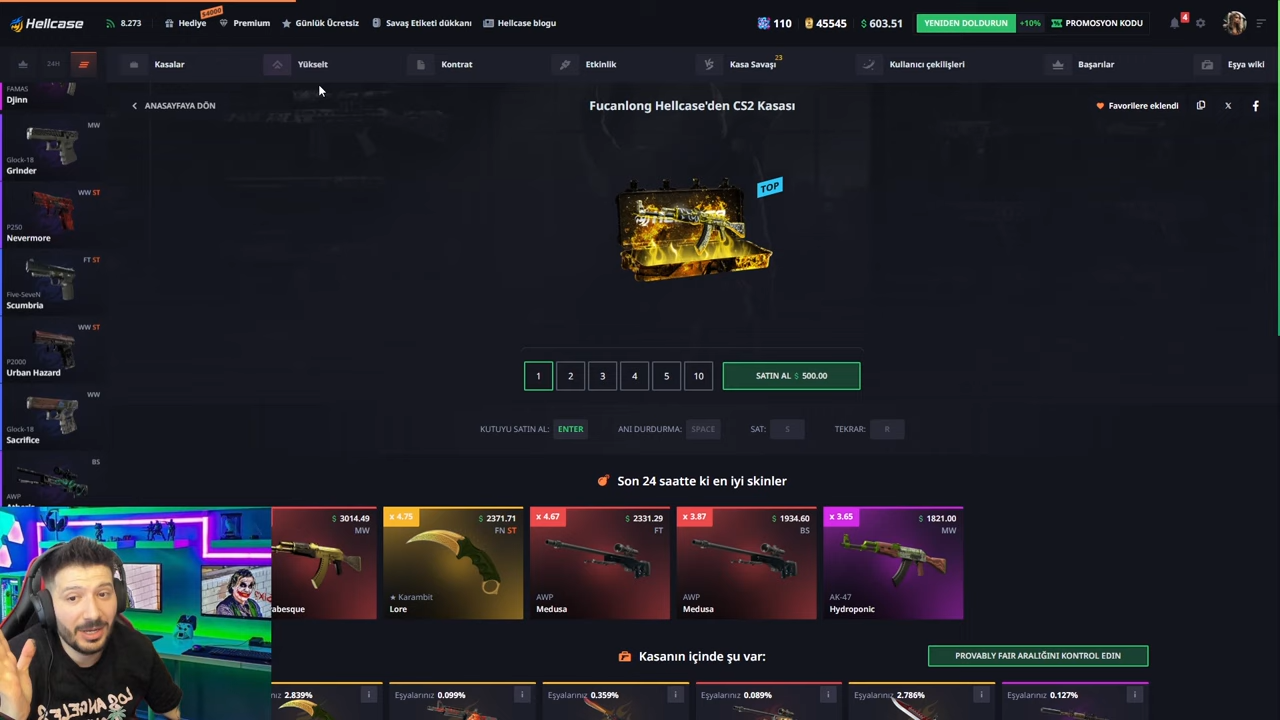 Hellcase
8.273
Hediye
$4000
Premium
Günlük Ücretsiz
Savaş Etiketi dükkanı
Hellcase blogu
110
45545
$ 603.51
YENİDEN DOLDURUN
+10%
PROMOSYON KODU
4
24H
Kasalar
Yükselt
Kontrat
Etkinlik
Kasa Savaşı
23
Kullanıcı çekilişleri
Başarılar
Eşya wiki
FAMAS
Djinn
MW
Glock-18
Grinder
WW ST
P250
Nevermore
FT ST
Five-SeveN
Scumbria
WW ST
P2000
Urban Hazard
WW
Glock-18
Sacrifice
BS
AWP
ANASAYFAYA DÖN
Fucanlong Hellcase'den CS2 Kasası
Favorilere eklendi
TOP
1
2
3
4
5
10
SATIN AL $ 500.00
KUTUYU SATIN AL: ENTER
ANI DURDURMA: SPACE
SAT: S
TEKRAR: R
Son 24 saatte ki en iyi skinler
$ 3014.49
MW
abesque
x 4.75
$ 2371.71
FN ST
★ Karambit
Lore
x 4.67
$ 2331.29
FT
AWP
Medusa
x 3.87
$ 1934.60
BS
AWP
Medusa
x 3.65
$ 1821.00
MW
AK-47
Hydroponic
Kasanın içinde şu var:
PROVABLY FAIR ARALIĞINI KONTROL EDIN
2.839%
Eşyalarınız 0.099%
Eşyalarınız 0.359%
Eşyalarınız 0.089%
Eşyalarınız 2.786%
Eşyalarınız 0.127%
LOS ANGELES